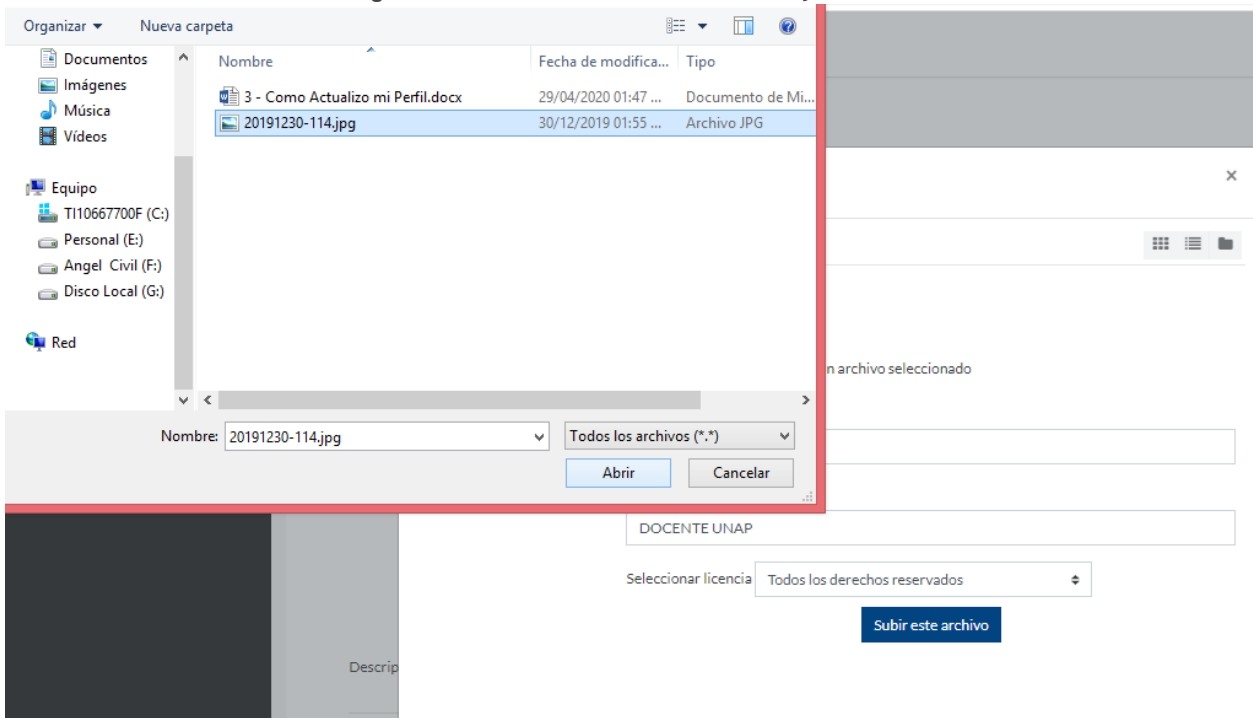 Organizar Nueva carpeta
Documentos
Imágenes
Música
Vídeos
Equipo
TI10667700F (C:)
Personal (E:)
Angel Civil (F:)
Disco Local (G:)
Red
Nombre Fecha de modifica... Tipo
3 - Como Actualizo mi Perfil.docx 29/04/2020 01:47 ... Documento de Mi...
20191230-114.jpg 30/12/2019 01:55 ... Archivo JPG
Nombre: 20191230-114.jpg Todos los archivos (*.*)
Abrir Cancelar
n archivo seleccionado
DOCENTE UNAP
Seleccionar licencia Todos los derechos reservados
Subir este archivo
Descrip